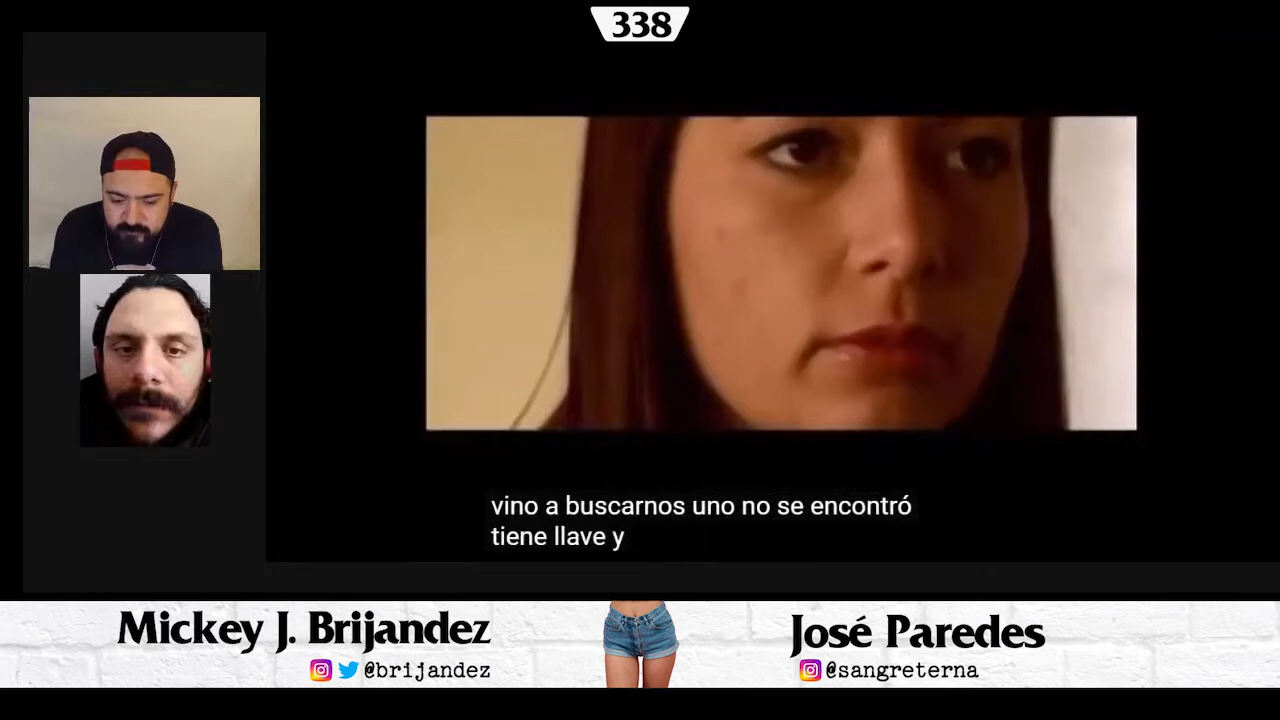 338
vino a buscarnos uno no se encontró
tiene llave y
Mickey J. Brijandez
@brijandez
José Paredes
@sangreterna